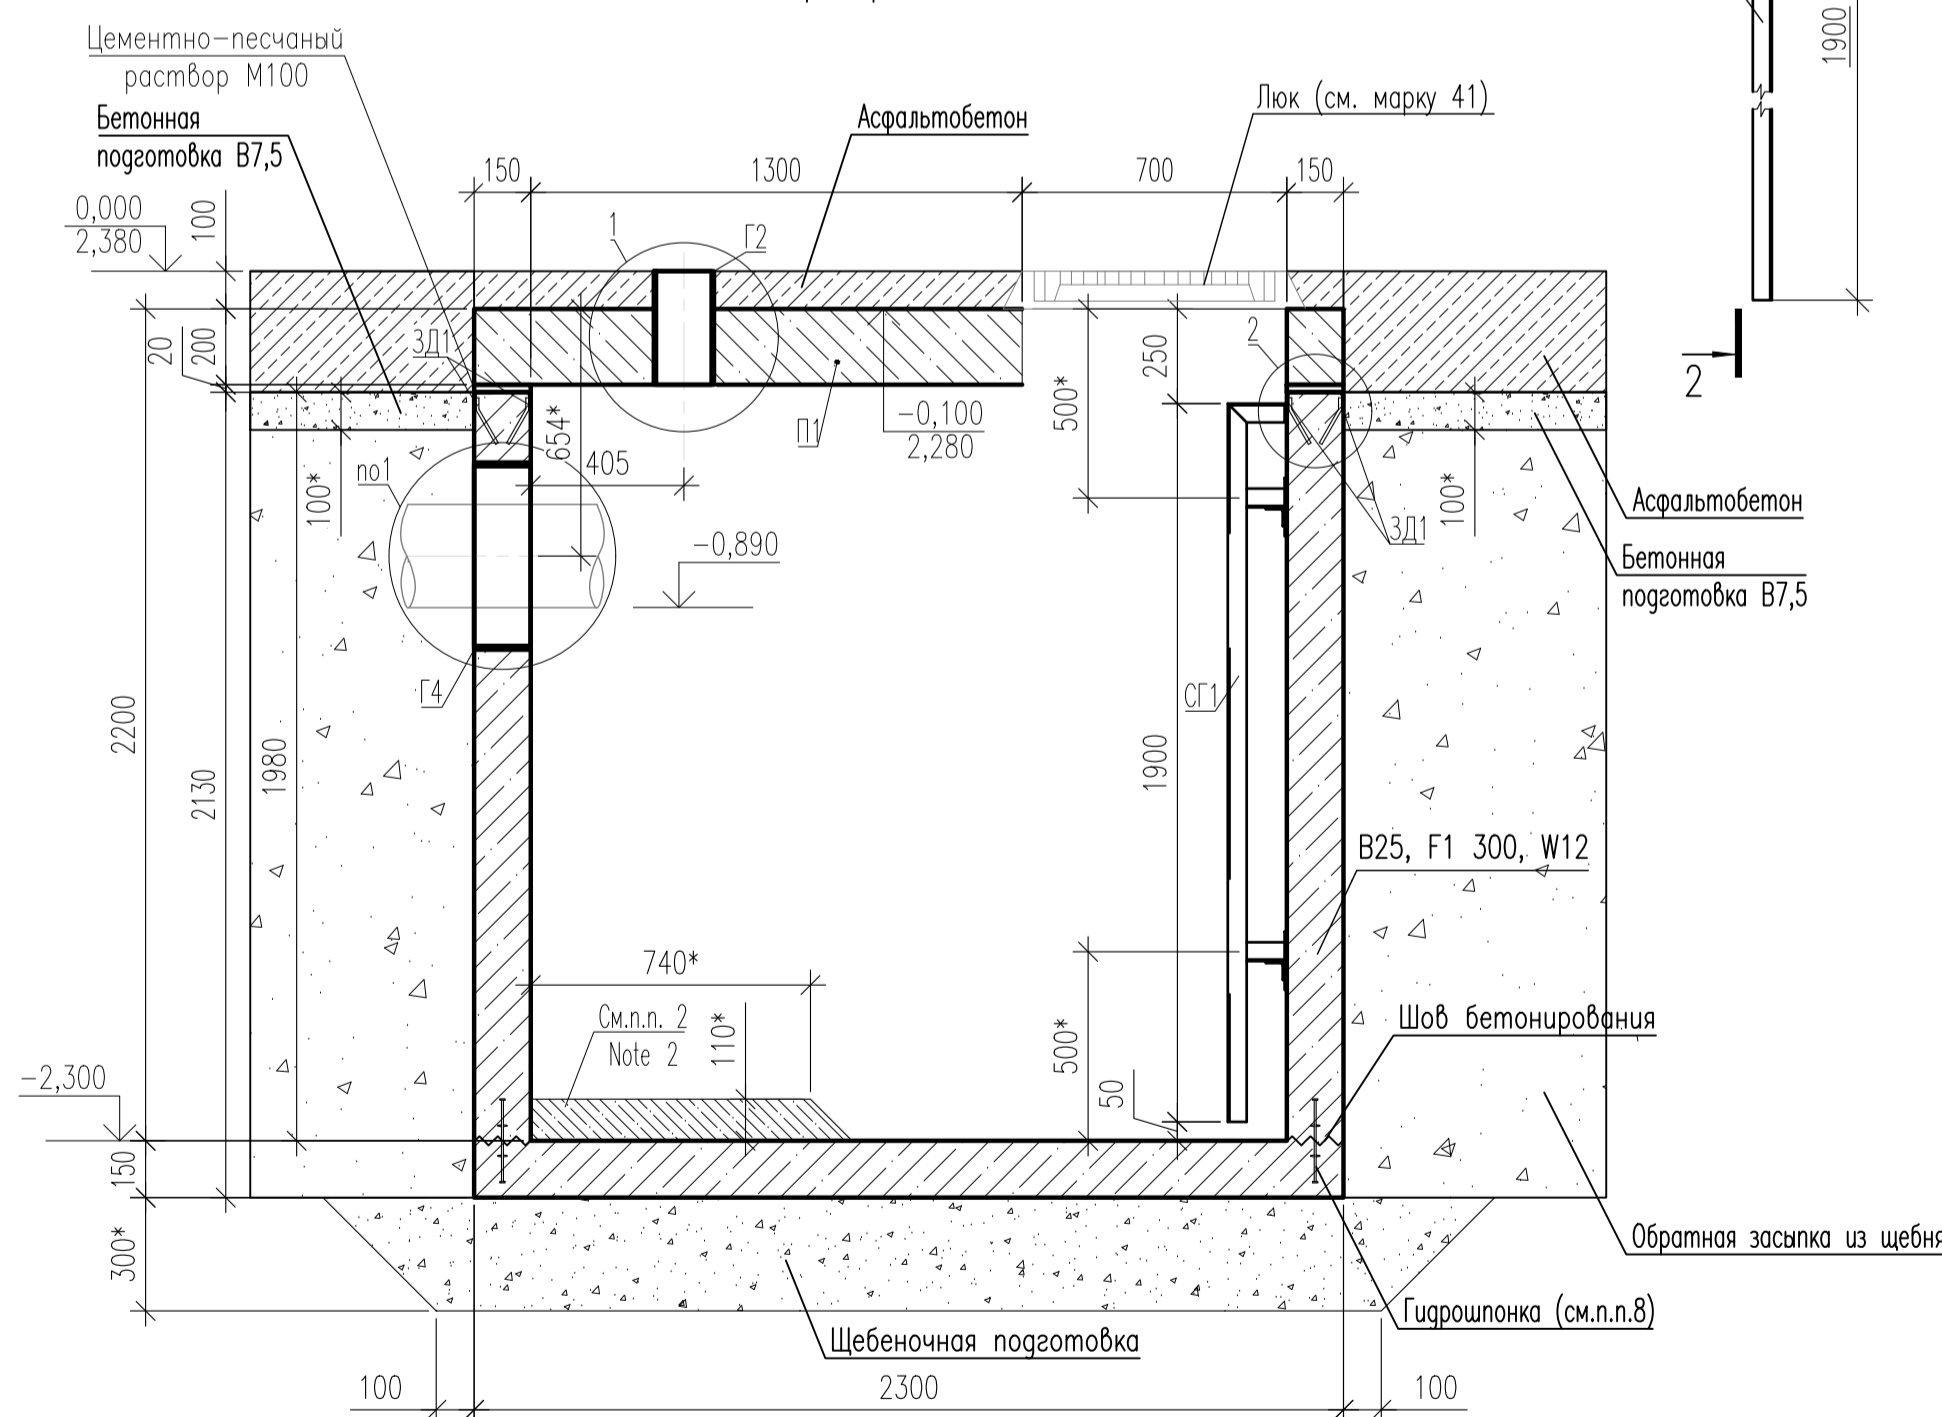 Цементно-песчаный
раствор М100
Бетонная
подготовка В7,5
Асфальтобетон
Люк (см. марку 41)
1900
150
1300
700
150
0,000
2,380
100
1
Г2
20
200
ЗД1
654*
П1
-0,100
2,280
500*
250
2
2
по1
405
100*
-0,890
ЗД1
100*
Асфальтобетон
Бетонная
подготовка В7,5
Г4
СГ1
2200
2130
1980
1900
В25, F1 300, W12
740*
См.п.п. 2
Note 2
110*
500*
50
Шов бетонирования
-2,300
150
300*
Обратная засыпка из щебня
Гидрошпонка (см.п.п.8)
Щебеночная подготовка
100
2300
100